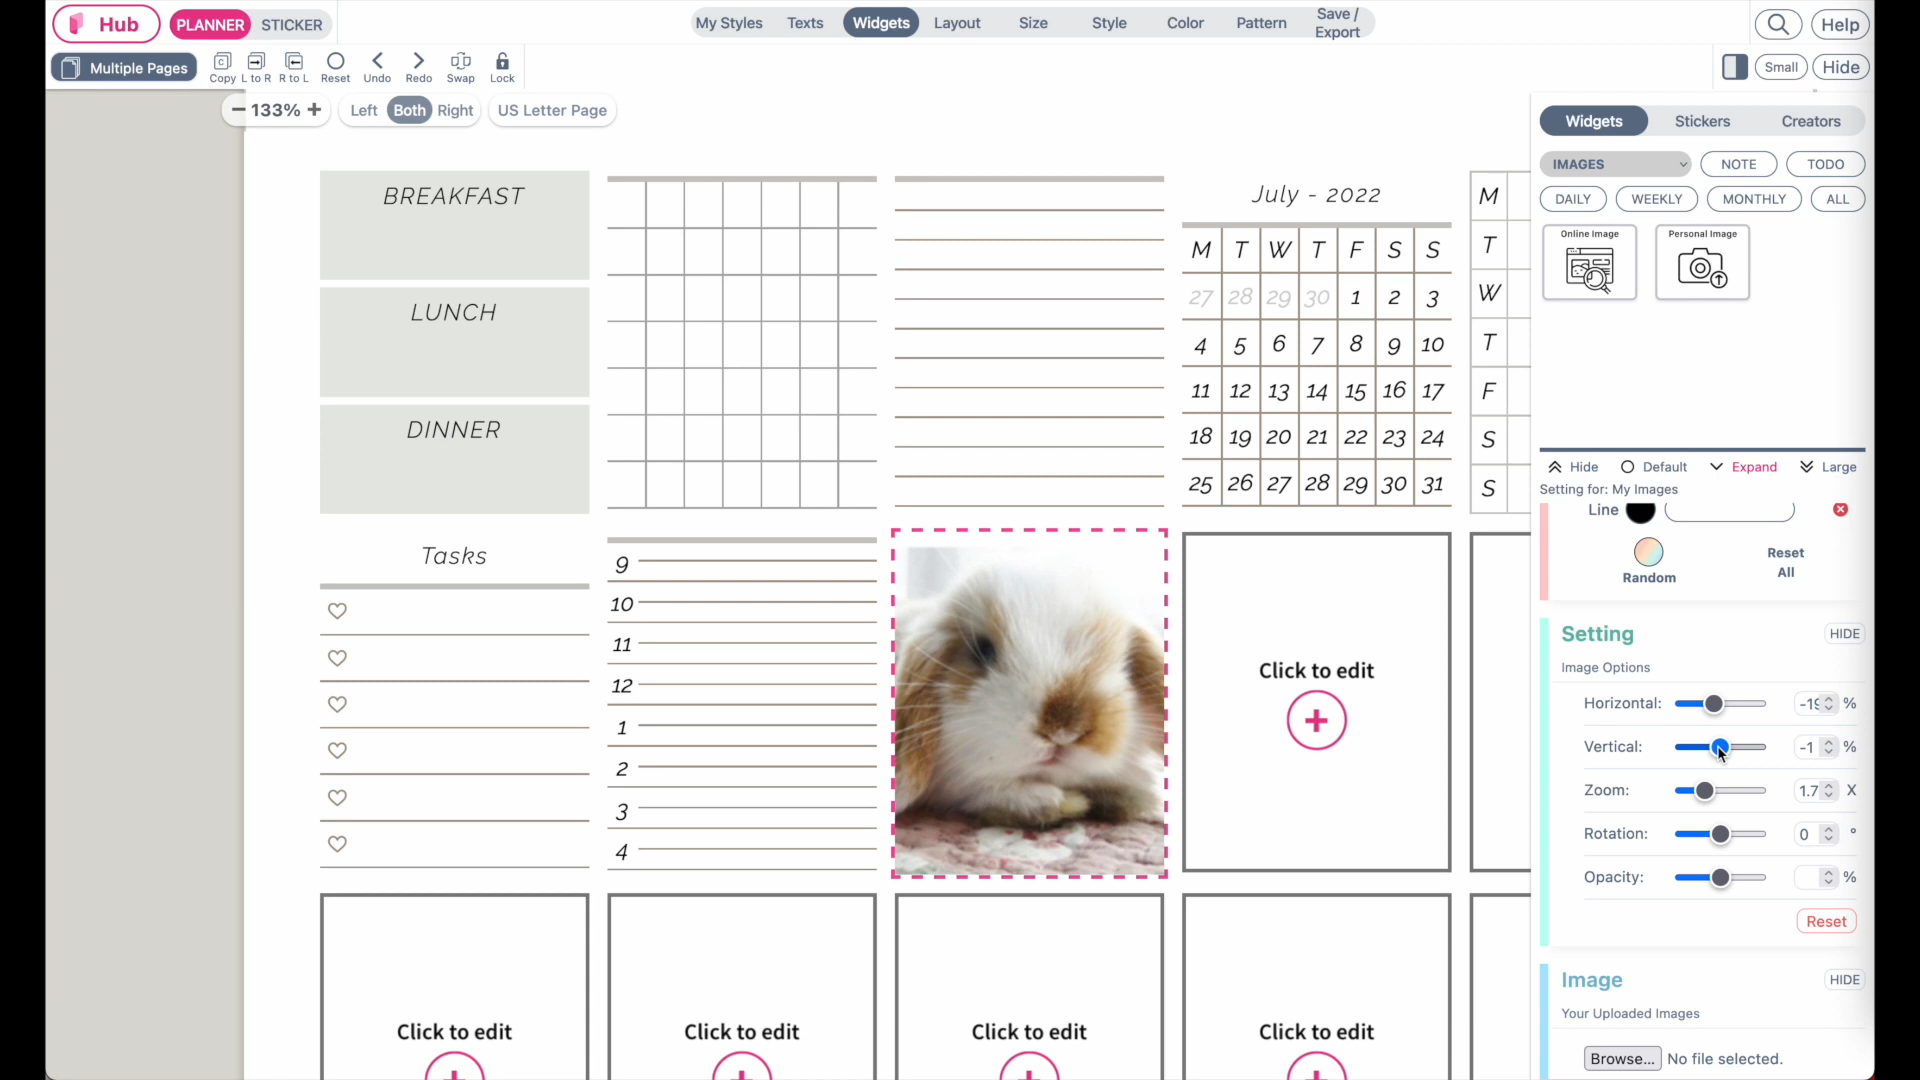 Hub PLANNER STICKER
My Styles Texts Widgets Layout Size Style Color Pattern Save / Export
Help
Multiple Pages
Copy L to R R to L Reset Undo Redo Swap Lock
Small Hide
133% Left Both Right US Letter Page
Widgets Stickers Creators
IMAGES NOTE TODO
DAILY WEEKLY MONTHLY ALL
Online Image Personal Image
Hide Default Expand Large
Setting for: My Images
Line
Random Reset
All
Setting HIDE
Image Options
Horizontal: -19 %
Vertical: -1 %
Zoom: 1.7 X
Rotation: 0 °
Opacity: %
Reset
Image HIDE
Your Uploaded Images
Browse... No file selected.
BREAKFAST
LUNCH
DINNER
July - 2022
M T W T F S S
27 28 29 30 1 2 3
4 5 6 7 8 9 10
11 12 13 14 15 16 17
18 19 20 21 22 23 24
25 26 27 28 29 30 31
M
T
W
T
F
S
S
Tasks
9
10
11
12
1
2
3
4
Click to edit
Click to edit
Click to edit
Click to edit
Click to edit